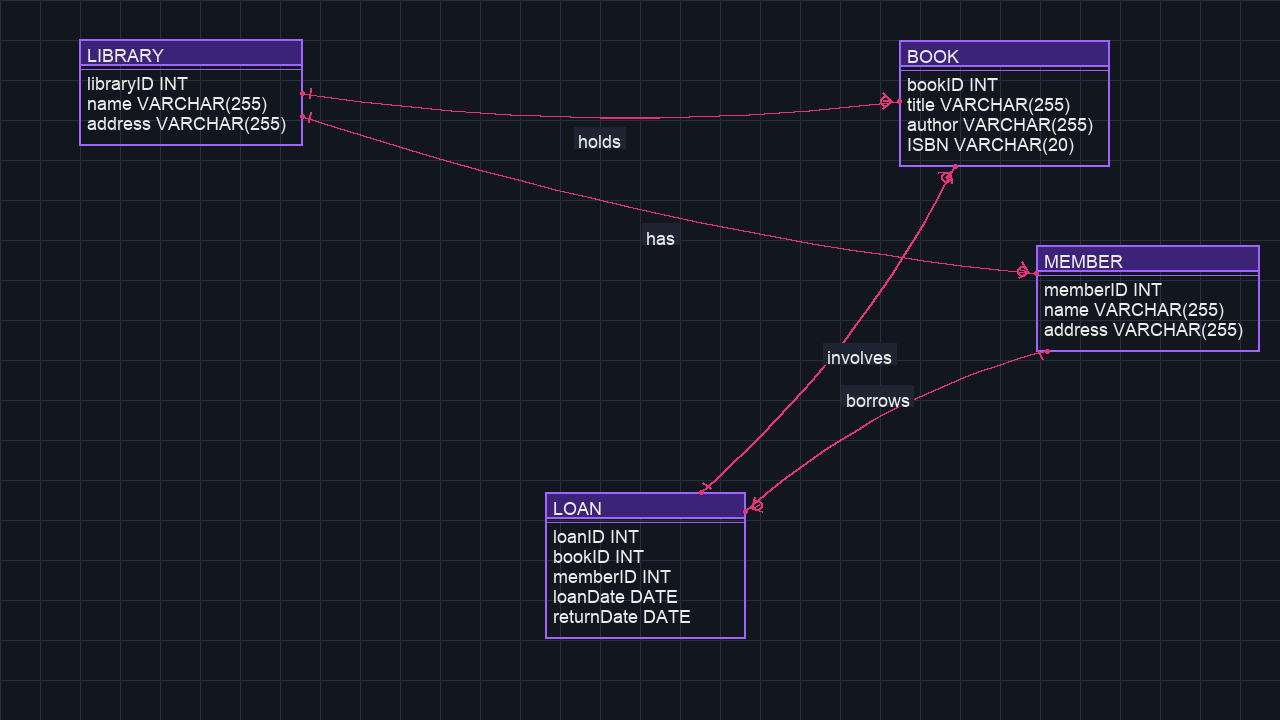 LIBRARY
libraryID INT
name VARCHAR(255)
address VARCHAR(255)
BOOK
bookID INT
title VARCHAR(255)
author VARCHAR(255)
ISBN VARCHAR(20)
holds
has
MEMBER
memberID INT
name VARCHAR(255)
address VARCHAR(255)
involves
borrows
LOAN
loanID INT
bookID INT
memberID INT
loanDate DATE
returnDate DATE